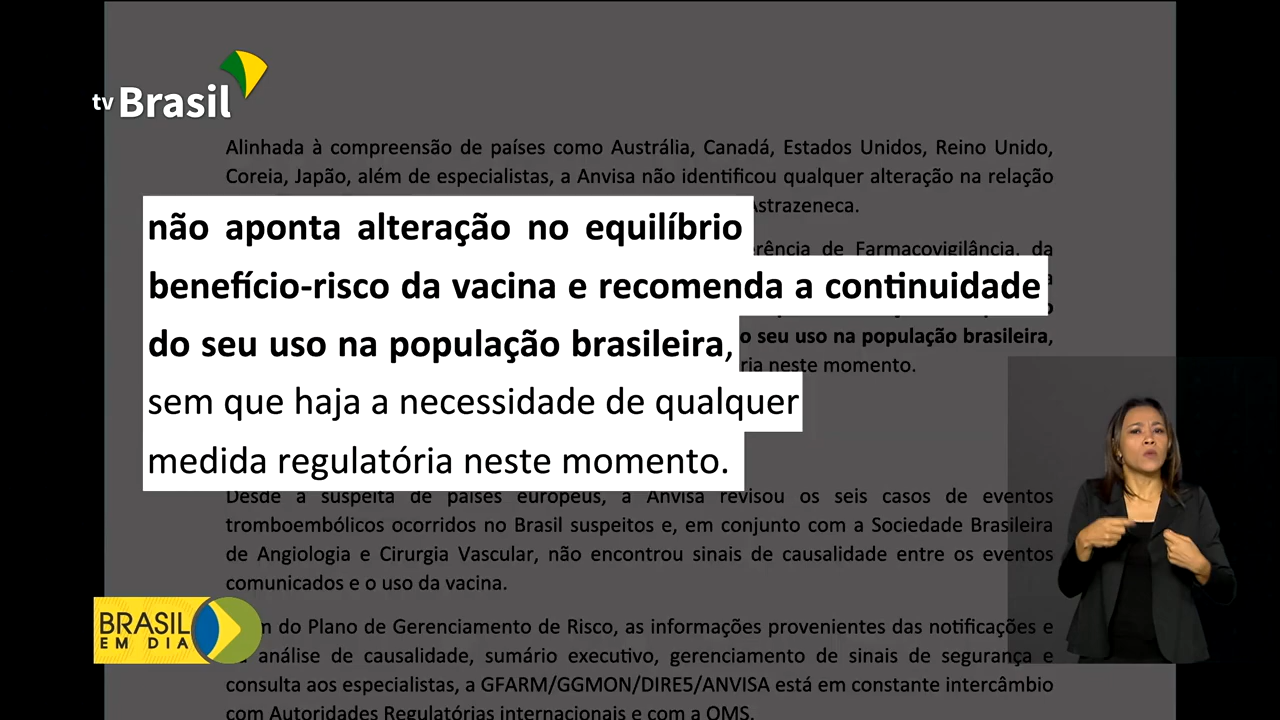 tv Brasil
Alinhada à compreensão de países como Austrália, Canadá, Estados Unidos, Reino Unido,
Coreia, Japão, além de especialistas, a Anvisa não identificou qualquer alteração na relação
Astrazeneca.
não aponta alteração no equilíbrio
benefício-risco da vacina e recomenda a continuidade
do seu uso na população brasileira,
sem que haja a necessidade de qualquer
medida regulatória neste momento.
erência de Farmacovigilância, da
a
o
o seu uso na população brasileira,
ria neste momento.
Desde a suspeita de países europeus, a Anvisa revisou os seis casos de eventos
tromboembólicos ocorridos no Brasil suspeitos e, em conjunto com a Sociedade Brasileira
de Angiologia e Cirurgia Vascular, não encontrou sinais de causalidade entre os eventos
comunicados e o uso da vacina.
BRASIL
EM DIA
m do Plano de Gerenciamento de Risco, as informações provenientes das notificações e
análise de causalidade, sumário executivo, gerenciamento de sinais de segurança e
consulta aos especialistas, a GFARM/GGMON/DIRE5/ANVISA está em constante intercâmbio
com Autoridades Regulatórias internacionais e com a OMS.